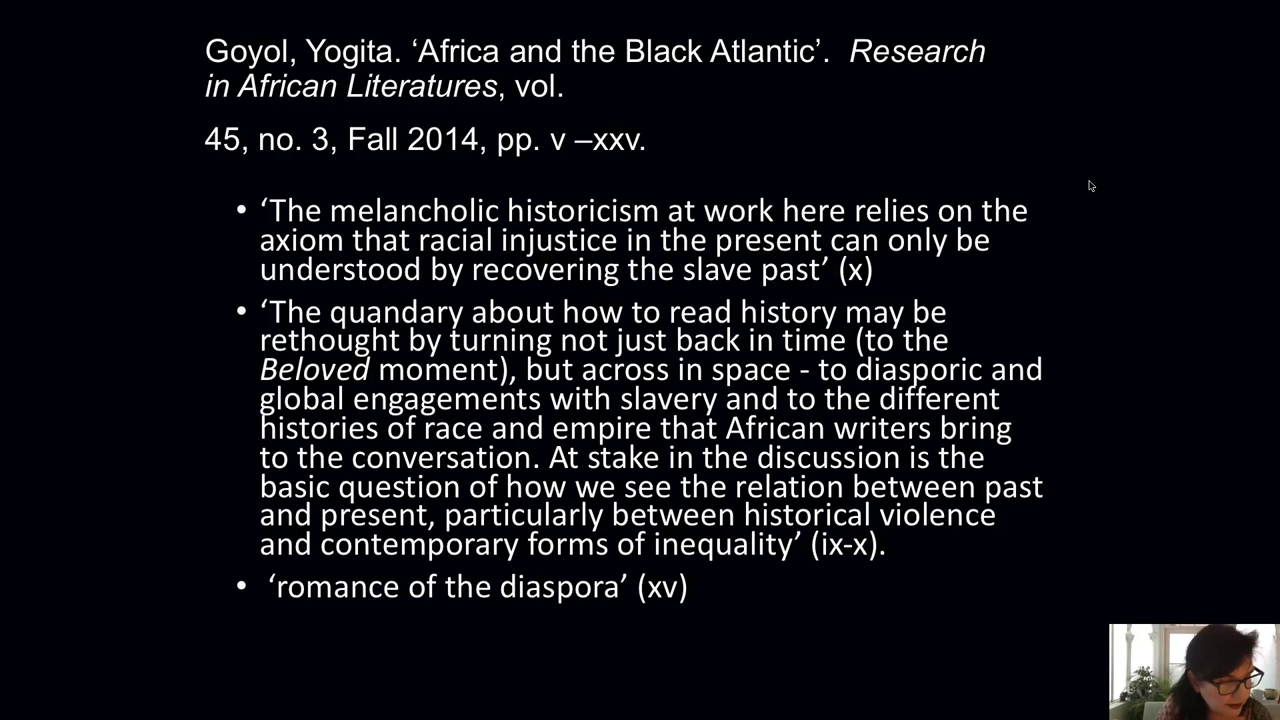 Goyol, Yogita. ‘Africa and the Black Atlantic’.  Research
in African Literatures, vol.
45, no. 3, Fall 2014, pp. v –xxv.
• ‘The melancholic historicism at work here relies on the
axiom that racial injustice in the present can only be
understood by recovering the slave past’ (x)
• ‘The quandary about how to read history may be
rethought by turning not just back in time (to the
Beloved moment), but across in space - to diasporic and
global engagements with slavery and to the different
histories of race and empire that African writers bring
to the conversation. At stake in the discussion is the
basic question of how we see the relation between past
and present, particularly between historical violence
and contemporary forms of inequality’ (ix-x).
• ‘romance of the diaspora’ (xv)